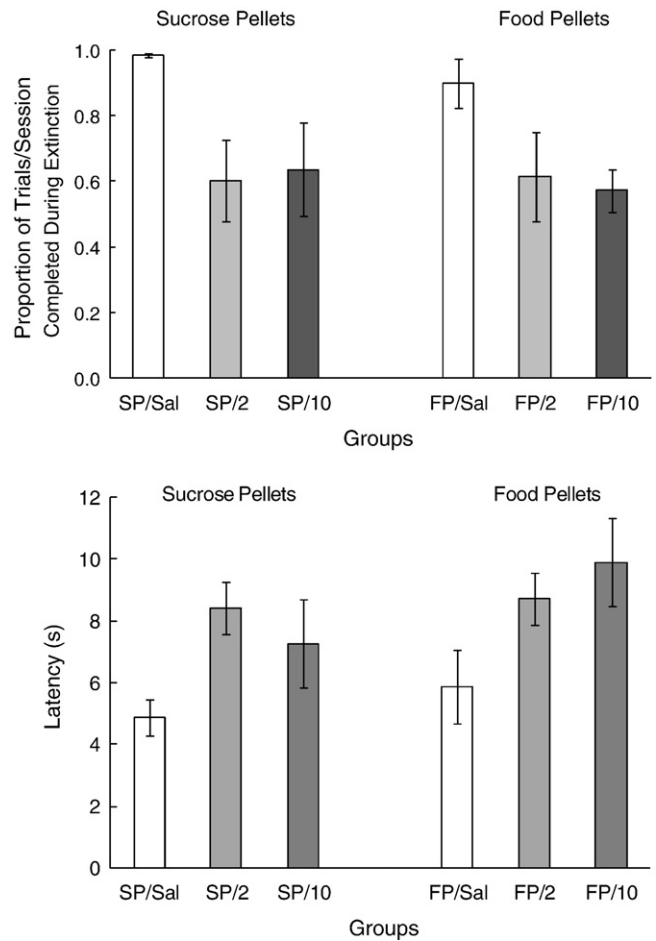 Sucrose Pellets
Food Pellets
Proportion of Trials/Session
Completed During Extinction
1.0
0.8
0.6
0.4
0.2
0.0
SP/Sal SP/2 SP/10 FP/Sal FP/2 FP/10
Groups
Sucrose Pellets
Food Pellets
Latency (s)
12
10
8
6
4
2
0
SP/Sal SP/2 SP/10 FP/Sal FP/2 FP/10
Groups